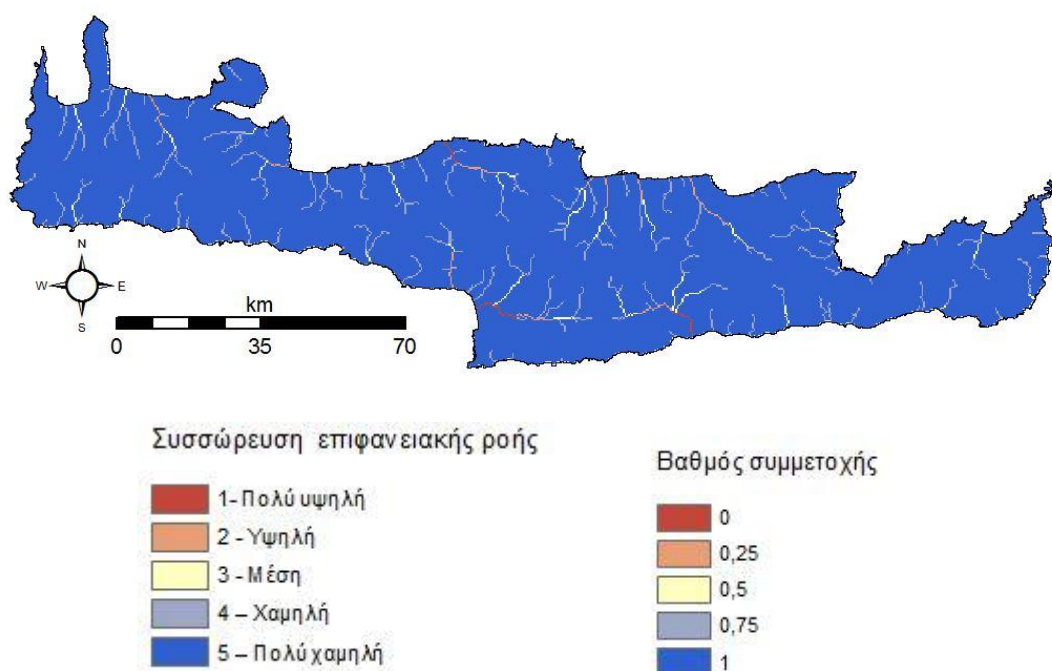 N
W E
S
km
0 35 70
Συσσώρευση επιφανειακής ροής
1- Πολύ υψηλή
2 - Υψηλή
3 - Μέση
4 – Χαμηλή
5 – Πολύ χαμηλή
Βαθμός συμμετοχής
0
0,25
0,5
0,75
1